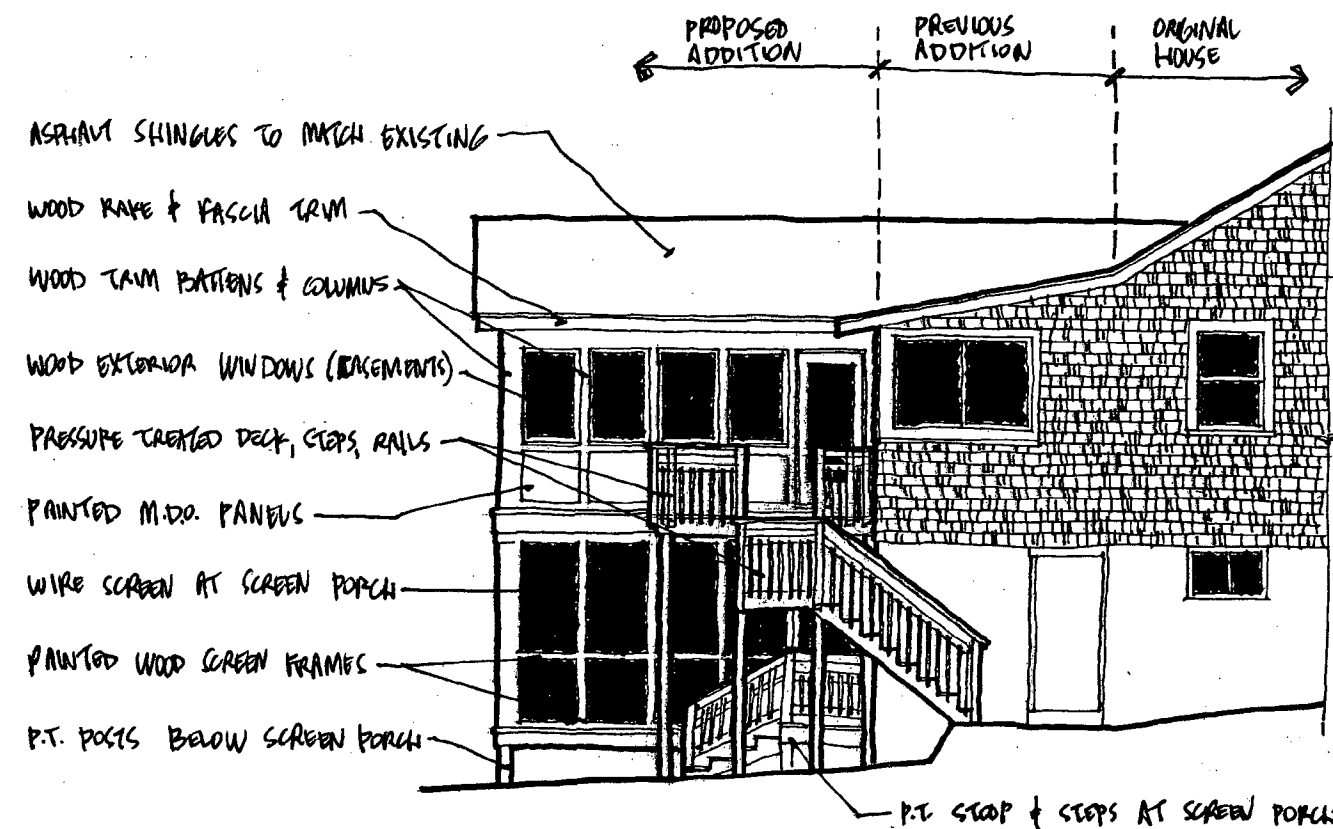 PROPOSED
ADDITION
PREVIOUS
ADDITION
ORIGINAL
HOUSE
ASPHALT SHINGLES TO MATCH EXISTING
WOOD RAKE & FASCIA TRIM
WOOD TRIM BATTENS & COLUMNS
WOOD EXTERIOR WINDOWS (CASEMENTS)
PRESSURE TREATED DECK, STEPS, RAILS
PAINTED M.D.O. PANELS
WIRE SCREEN AT SCREEN PORCH
PAINTED WOOD SCREEN FRAMES
P.T. POSTS BELOW SCREEN PORCH
P.T. STOOP & STEPS AT SCREEN PORCH